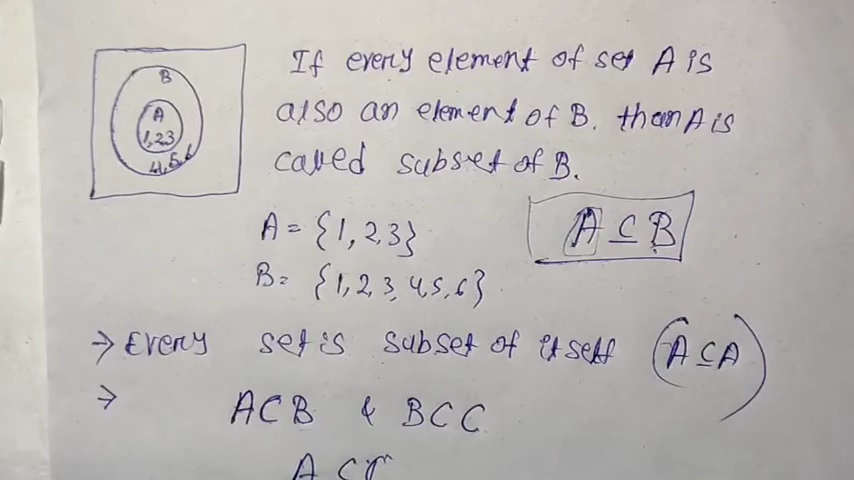 B
A
1,2,3
4,5,6
If every element of set A is
also an element of B. than A is
called subset of B.
A = {1, 2, 3}
A ⊆ B
B = {1, 2, 3, 4, 5, 6}
→ Every set is subset of itself (A ⊆ A)
→
A ⊂ B & B ⊂ C
A ⊂